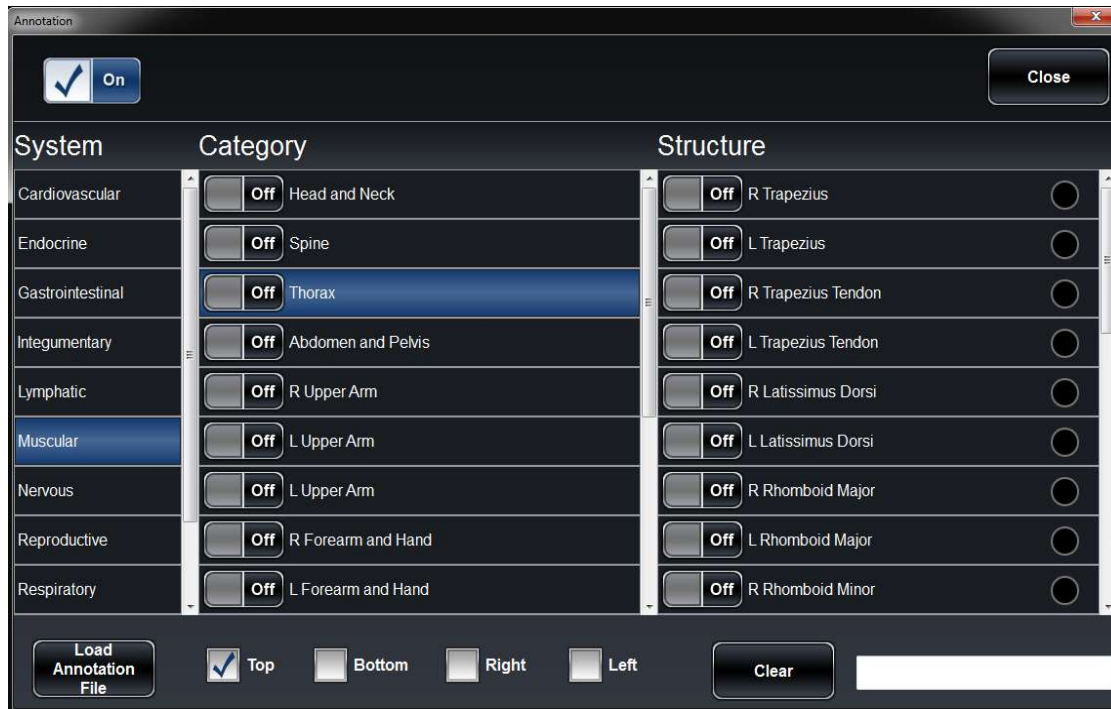 Annotation
x
On
Close
System
Category
Structure
Cardiovascular
Off Head and Neck
Off R Trapezius
Endocrine
Off Spine
Off L Trapezius
Gastrointestinal
Off Thorax
Off R Trapezius Tendon
Integumentary
Off Abdomen and Pelvis
Off L Trapezius Tendon
Lymphatic
Off R Upper Arm
Off R Latissimus Dorsi
Muscular
Off L Upper Arm
Off L Latissimus Dorsi
Nervous
Off L Upper Arm
Off R Rhomboid Major
Reproductive
Off R Forearm and Hand
Off L Rhomboid Major
Respiratory
Off L Forearm and Hand
Off R Rhomboid Minor
Load
Annotation
File
Top
Bottom
Right
Left
Clear